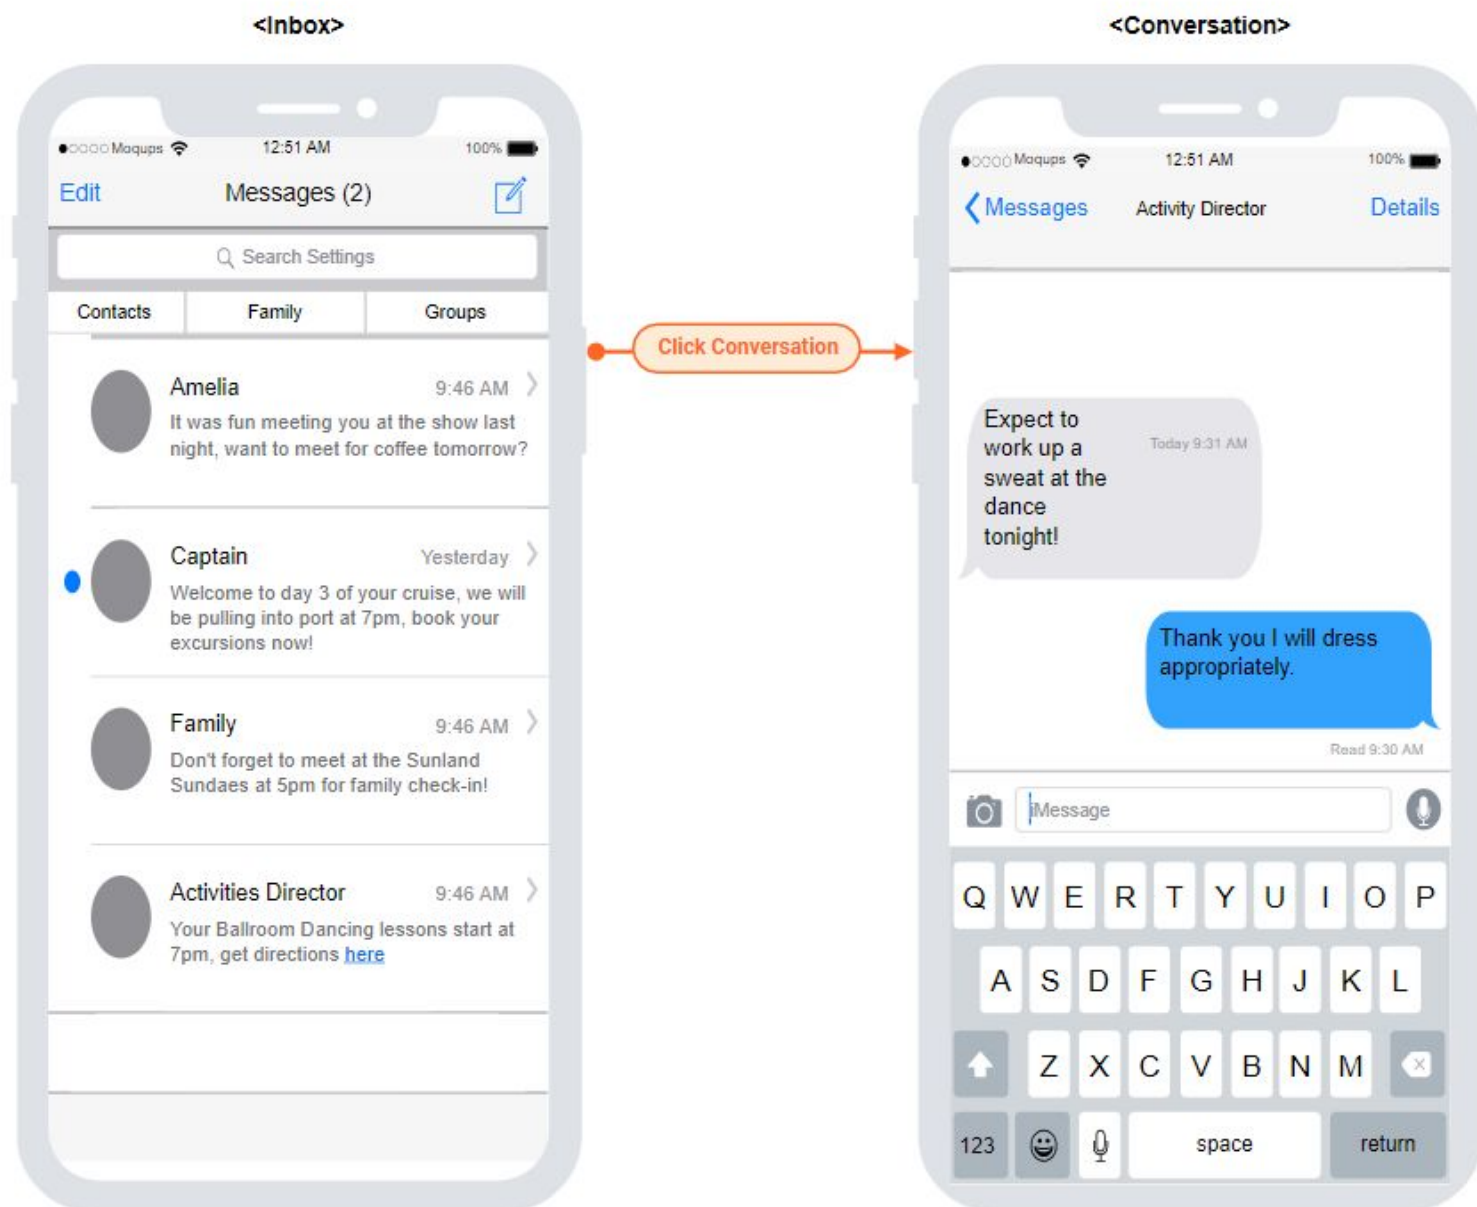 <Inbox>
Moqups 12:51 AM 100%
Edit Messages (2)
Search Settings
Contacts Family Groups
Amelia 9:46 AM
It was fun meeting you at the show last
night, want to meet for coffee tomorrow?
Captain Yesterday
Welcome to day 3 of your cruise, we will
be pulling into port at 7pm, book your
excursions now!
Family 9:46 AM
Don't forget to meet at the Sunland
Sundaes at 5pm for family check-in!
Activities Director 9:46 AM
Your Ballroom Dancing lessons start at
7pm, get directions here
Click Conversation
<Conversation>
Moqups 12:51 AM 100%
Messages Activity Director Details
Expect to
work up a
sweat at the
dance
tonight!
Today 9:31 AM
Thank you I will dress
appropriately.
Read 9:30 AM
iMessage
Q W E R T Y U I O P
A S D F G H J K L
Z X C V B N M
123 space return